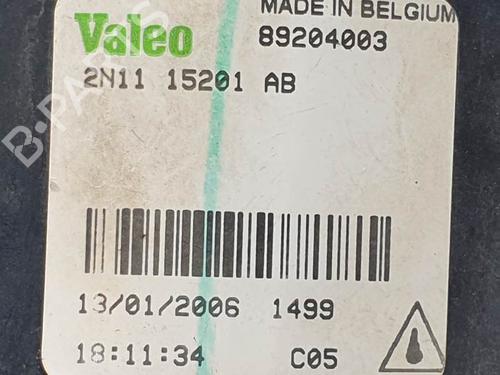 MADE IN BELGIUM
Valeo 89204003
2N11 15201 AB
13/01/2006 1499
18:11:34 C05
B-PARTS